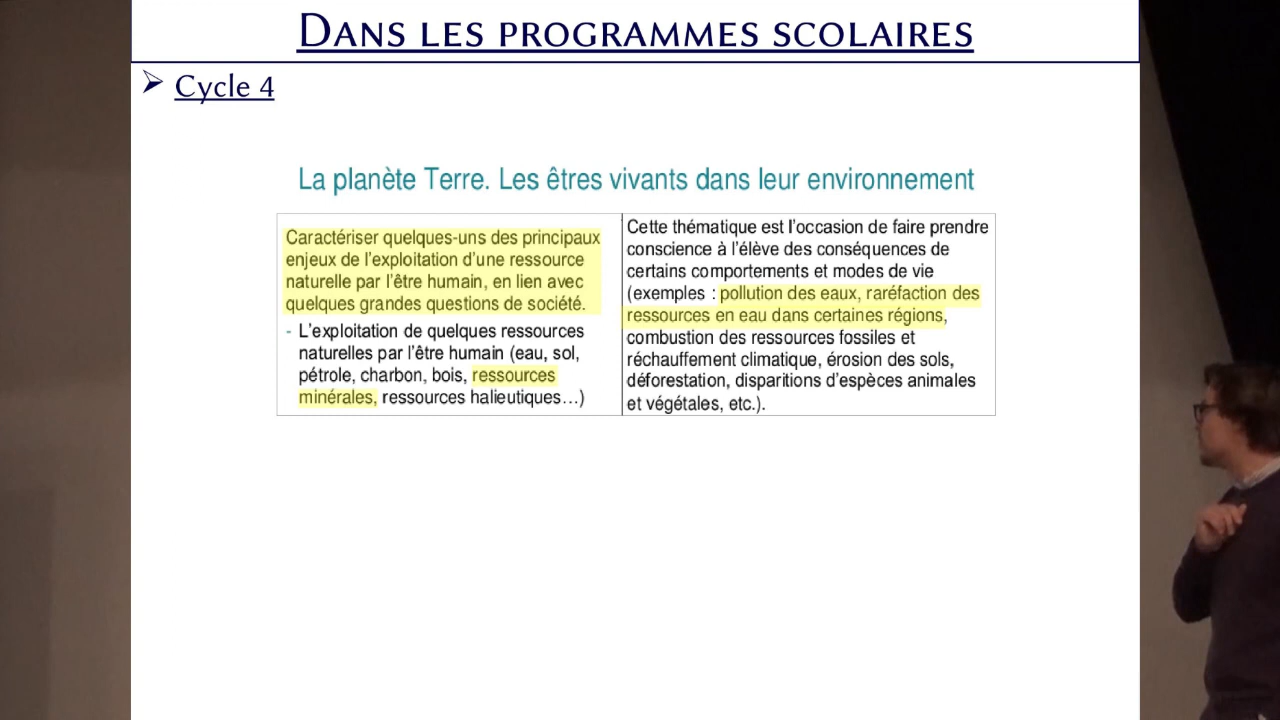 DANS LES PROGRAMMES SCOLAIRES
Cycle 4
La planète Terre. Les êtres vivants dans leur environnement
Caractériser quelques-uns des principaux
enjeux de l'exploitation d'une ressource
naturelle par l'être humain, en lien avec
quelques grandes questions de société.
- L'exploitation de quelques ressources
naturelles par l'être humain (eau, sol,
pétrole, charbon, bois, ressources
minérales, ressources halieutiques…)
Cette thématique est l'occasion de faire prendre
conscience à l'élève des conséquences de
certains comportements et modes de vie
(exemples : pollution des eaux, raréfaction des
ressources en eau dans certaines régions,
combustion des ressources fossiles et
réchauffement climatique, érosion des sols,
déforestation, disparitions d'espèces animales
et végétales, etc.).